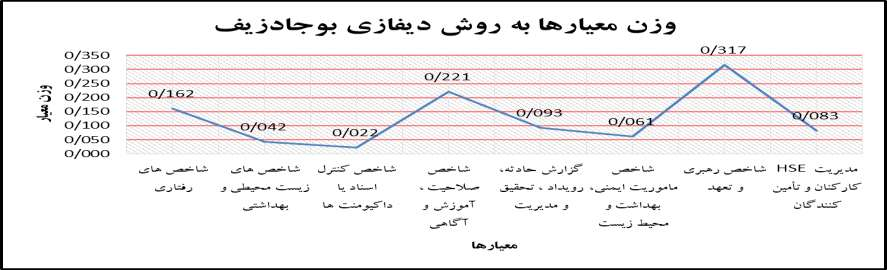 وزن معیارها به روش دیفازی بوجادزیف
0/350
0/300
0/250
0/200
0/150
0/100
0/050
0/000
وزن معیار
0/162
0/042
0/022
0/221
0/093
0/061
0/317
0/083
شاخص های
رفتاری
شاخص های
زیست محیطی و
بهداشتی
شاخص کنترل
اسناد یا
داکیومنت ها
شاخص
صلاحیت ،
آموزش و
آگاهی
گزارش حادثه،
رویداد ، تحقیق
و مدیریت
شاخص
ماموریت ایمنی،
بهداشت و
محیط زیست
شاخص رهبری
و تعهد
مدیریت HSE
کارکنان و تأمین
کنندگان
معیارها